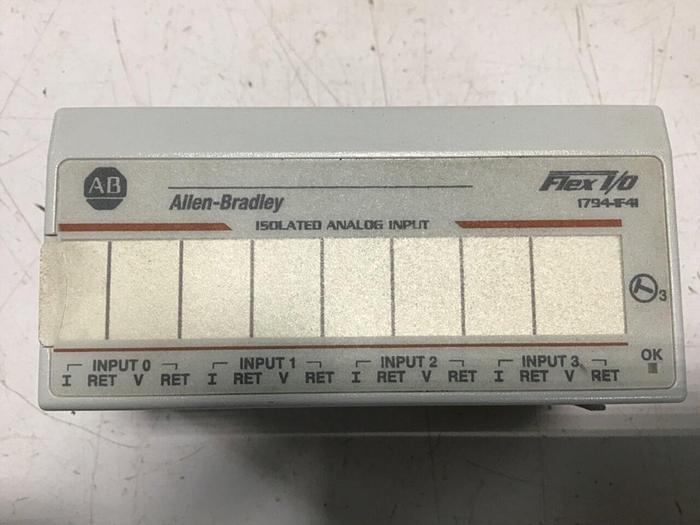 AB
Allen-Bradley
Flex I/O
1794-IF4I
ISOLATED ANALOG INPUT
3
INPUT 0 INPUT 1 INPUT 2 INPUT 3
I RET V RET I RET V RET I RET V RET I RET V RET
OK